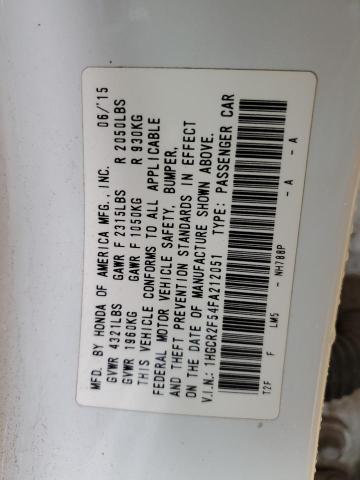 MFD. BY HONDA OF AMERICA MFG., INC. 06/'15
GVWR 4321LBS GAWR F 2315LBS R 2050LBS
GVWR 1960KG GAWR F 1050KG R 930KG
THIS VEHICLE CONFORMS TO ALL APPLICABLE
FEDERAL MOTOR VEHICLE SAFETY, BUMPER,
AND THEFT PREVENTION STANDARDS IN EFFECT
ON THE DATE OF MANUFACTURE SHOWN ABOVE.
V.I.N.: 1HGCR2F54FA212051 TYPE: PASSENGER CAR
T2F F LM5 - NH788P - A - A